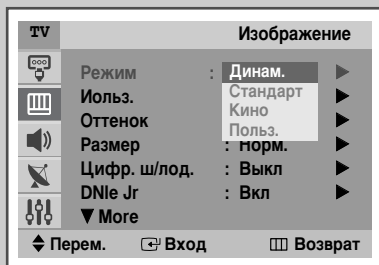 TV Изображение
Режим : Динам.
Стандарт
Кино
Польз.
Иольз.
Оттенок
Размер : Норм.
Цифр. ш/лод. : Выкл
DNIe Jr : Вкл
▼ More
Перем. Вход Возврат